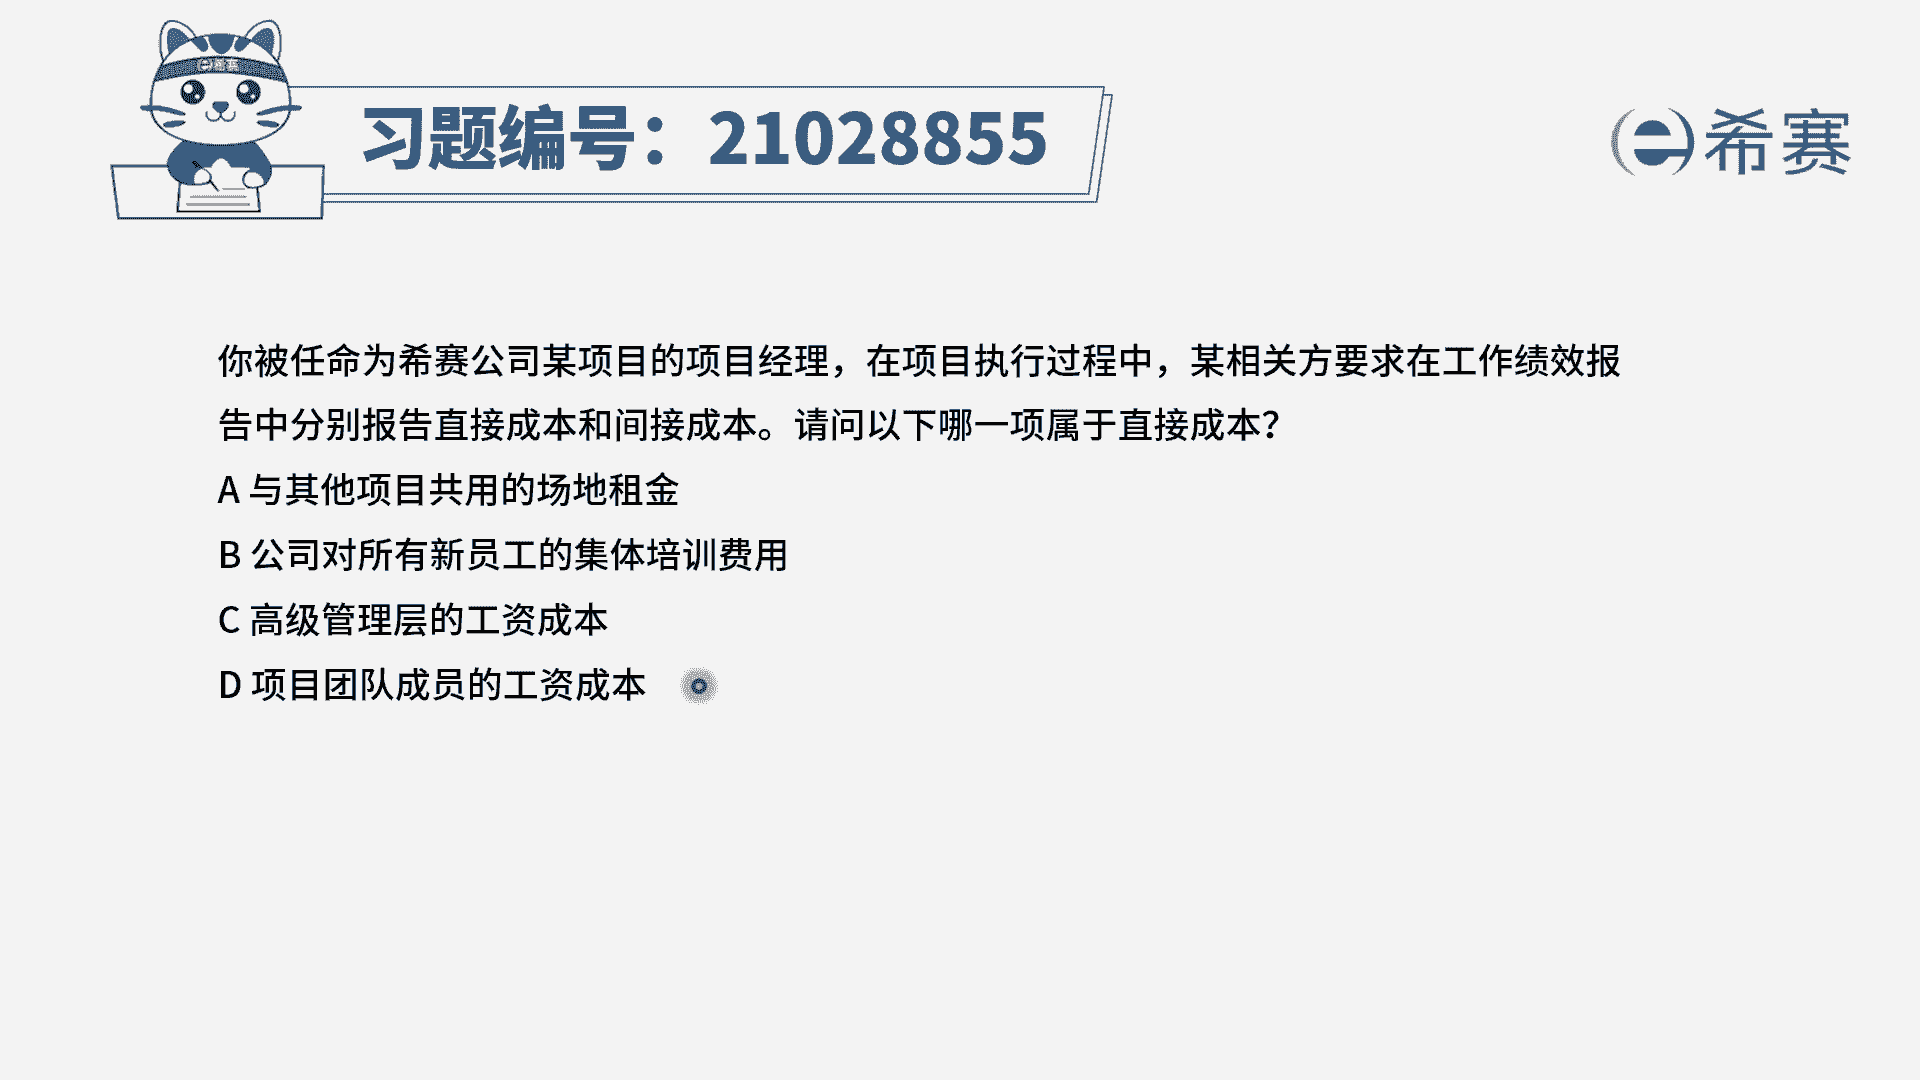 e希赛
习题编号：21028855
e希赛
你被任命为希赛公司某项目的项目经理，在项目执行过程中，某相关方要求在工作绩效报
告中分别报告直接成本和间接成本。请问以下哪一项属于直接成本？
A 与其他项目共用的场地租金
B 公司对所有新员工的集体培训费用
C 高级管理层的工资成本
D 项目团队成员的工资成本